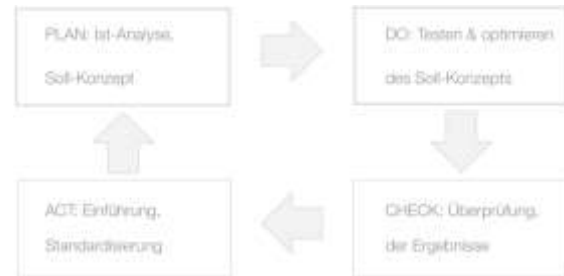 PLAN: Ist-Analyse,
Soll-Konzept
DO: Testen & optimieren
des Soll-Konzepts
ACT: Einführung,
Standardisierung
CHECK: Überprüfung,
der Ergebnisse